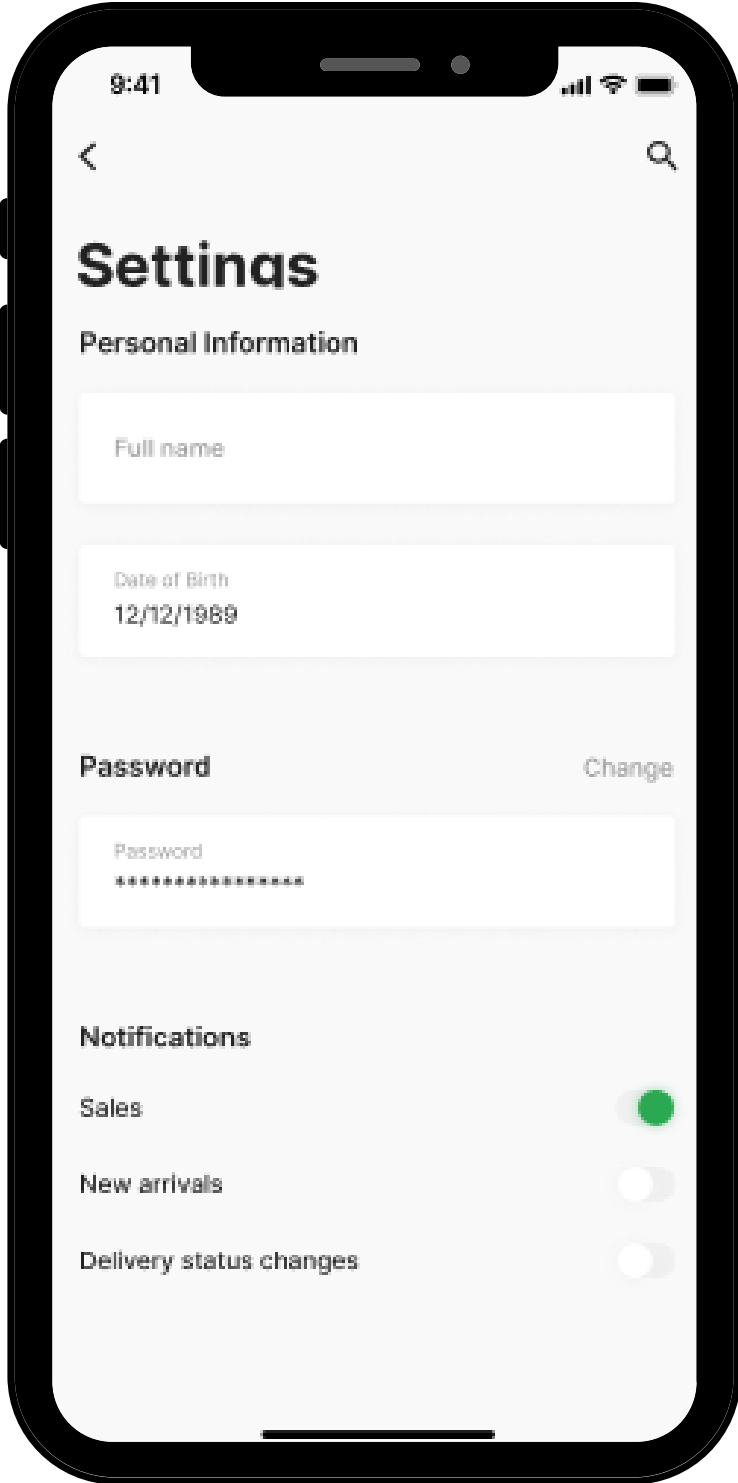 9:41
Settings
Personal Information
Full name
Date of Birth
12/12/1989
Password
Change
Password
****************
Notifications
Sales
New arrivals
Delivery status changes